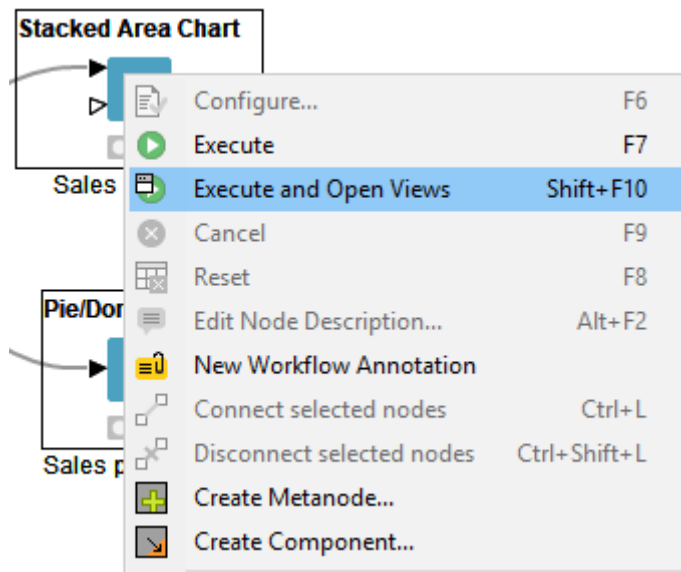 Stacked Area Chart
Configure... F6
Execute F7
Sales
Execute and Open Views Shift+F10
Cancel F9
Reset F8
Pie/Don
Edit Node Description... Alt+F2
New Workflow Annotation
Connect selected nodes Ctrl+L
Sales p
Disconnect selected nodes Ctrl+Shift+L
Create Metanode...
Create Component...